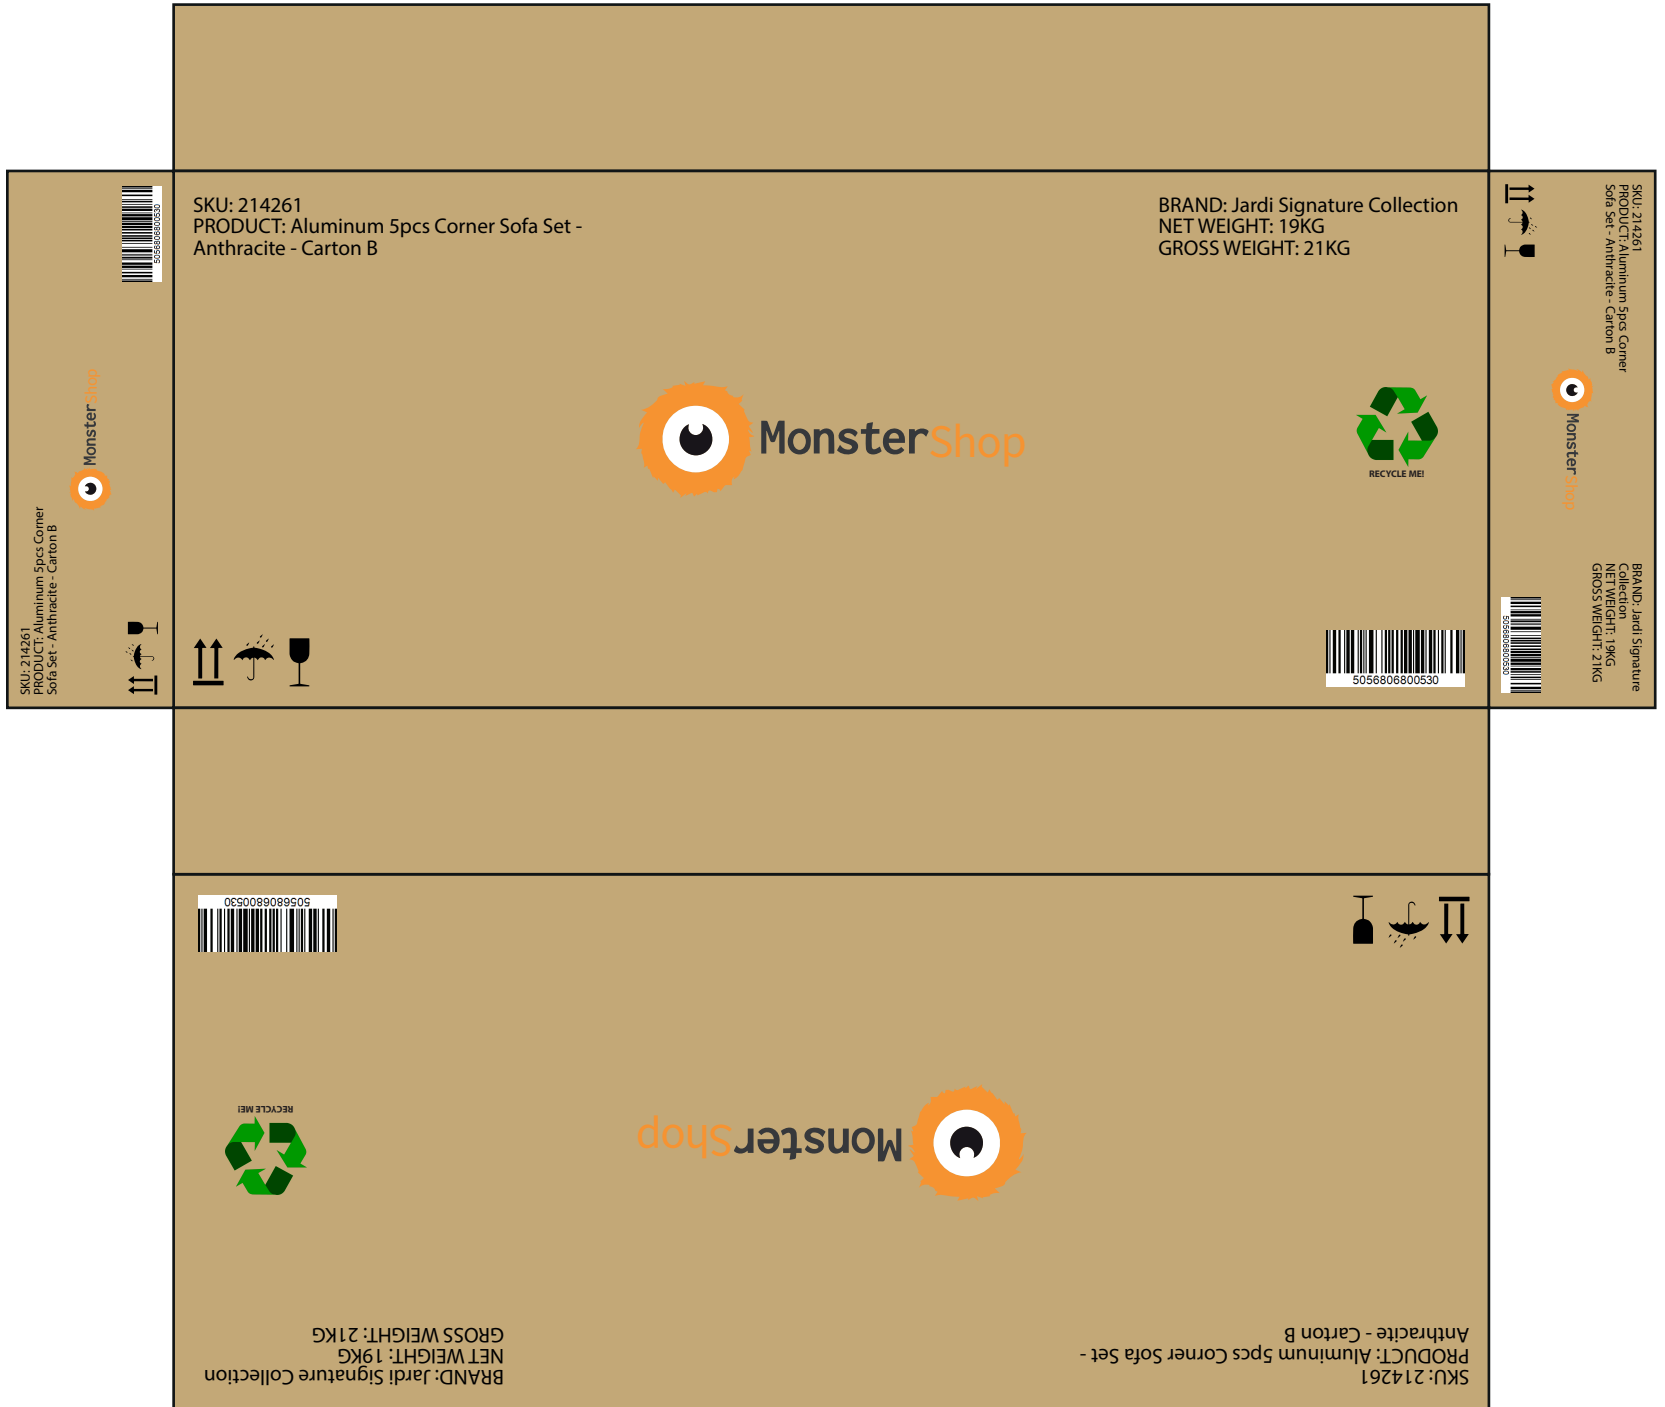 SKU: 214261
PRODUCT: Aluminum 5pcs Corner Sofa Set -
Anthracite - Carton B
BRAND: Jardi Signature Collection
NET WEIGHT: 19KG
GROSS WEIGHT: 21KG
MonsterShop
RECYCLE ME!
5056806800530
5056806800530
MonsterShop
SKU: 214261
PRODUCT: Aluminum 5pcs Corner
Sofa Set - Anthracite - Carton B
SKU: 214261
PRODUCT: Aluminum 5pcs Corner
Sofa Set - Anthracite - Carton B
MonsterShop
BRAND: Jardi Signature
Collection
NET WEIGHT: 19KG
GROSS WEIGHT: 21KG
5056806800530
SKU: 214261
PRODUCT: Aluminum 5pcs Corner Sofa Set -
Anthracite - Carton B
BRAND: Jardi Signature Collection
NET WEIGHT: 19KG
GROSS WEIGHT: 21KG
MonsterShop
RECYCLE ME!
5056806800530